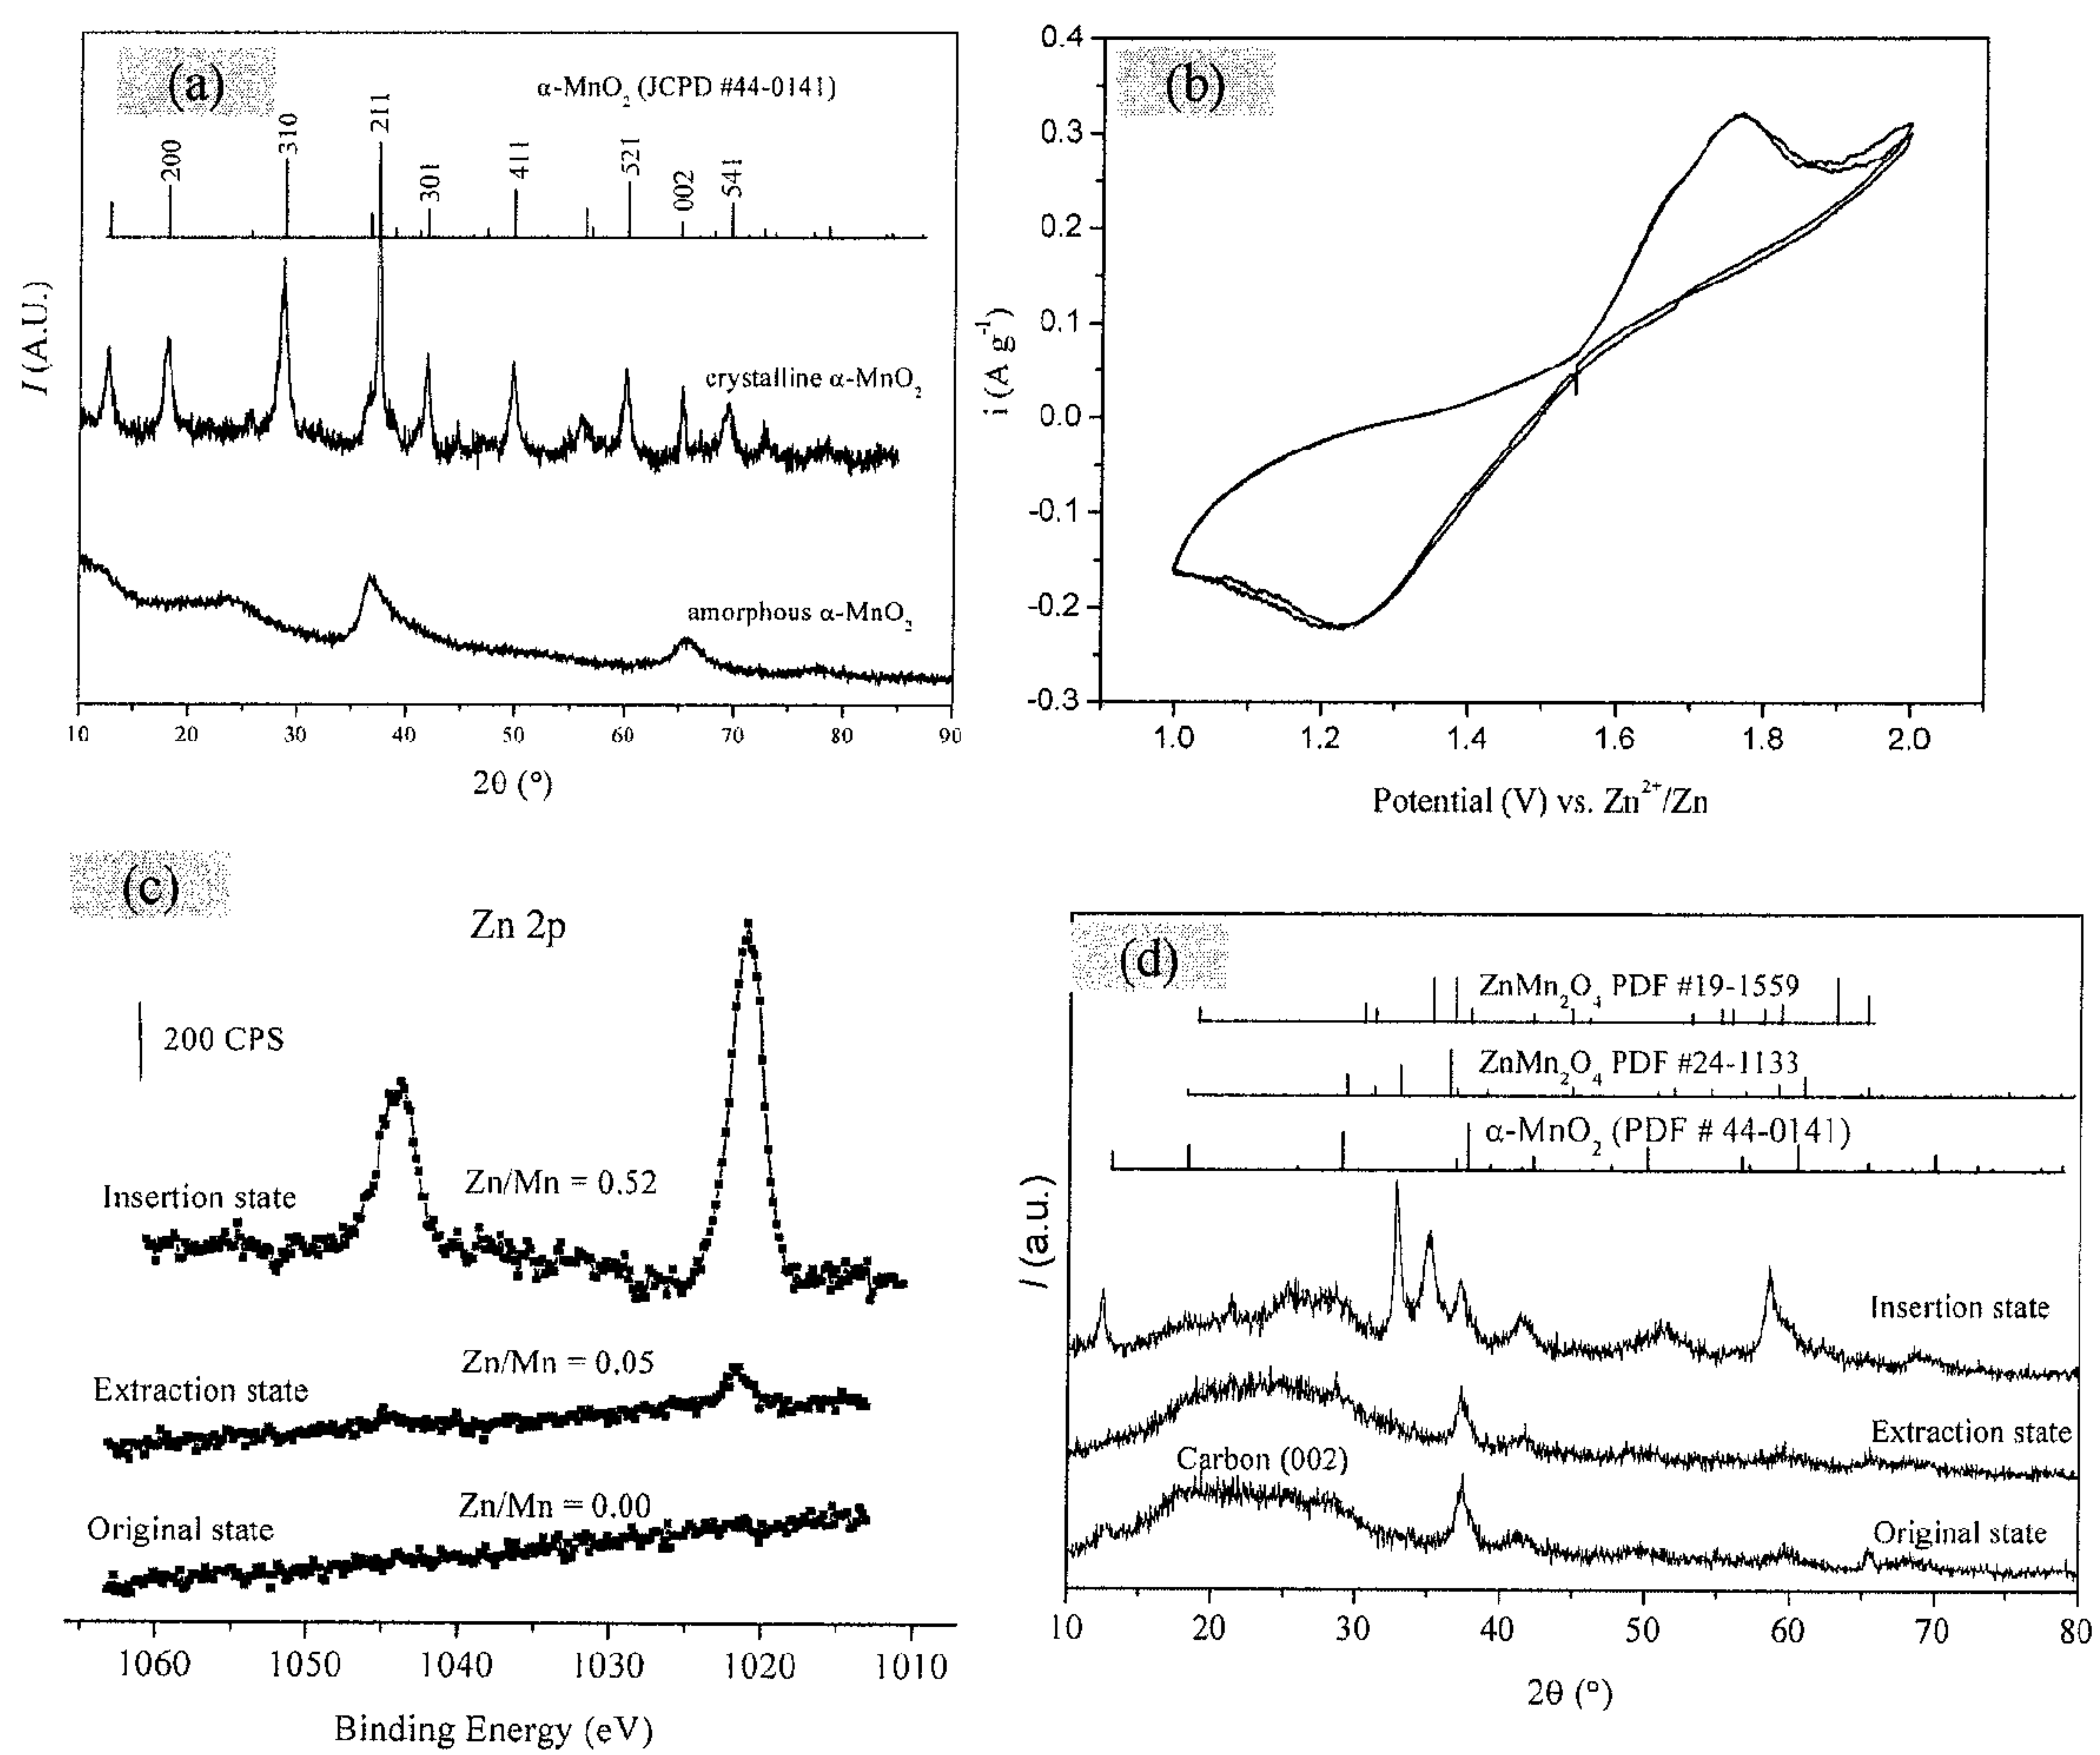 (a)
α-MnO₂ (JCPD #44-0141)
200
310
211
301
411
521
002
541
crystalline α-MnO₂
amorphous α-MnO₂
I (A.U.)
10 20 30 40 50 60 70 80 90
2θ (°)
(b)
0.4
0.3
0.2
0.1
0.0
-0.1
-0.2
-0.3
i (A g⁻¹)
1.0 1.2 1.4 1.6 1.8 2.0
Potential (V) vs. Zn²⁺/Zn
(c)
Zn 2p
200 CPS
Zn/Mn = 0.52
Insertion state
Zn/Mn = 0.05
Extraction state
Zn/Mn = 0.00
Original state
1060 1050 1040 1030 1020 1010
Binding Energy (eV)
(d)
ZnMn₂O₄ PDF #19-1559
ZnMn₂O₄ PDF #24-1133
α-MnO₂ (PDF # 44-0141)
I (a.u.)
Insertion state
Extraction state
Carbon (002)
Original state
10 20 30 40 50 60 70 80
2θ (°)